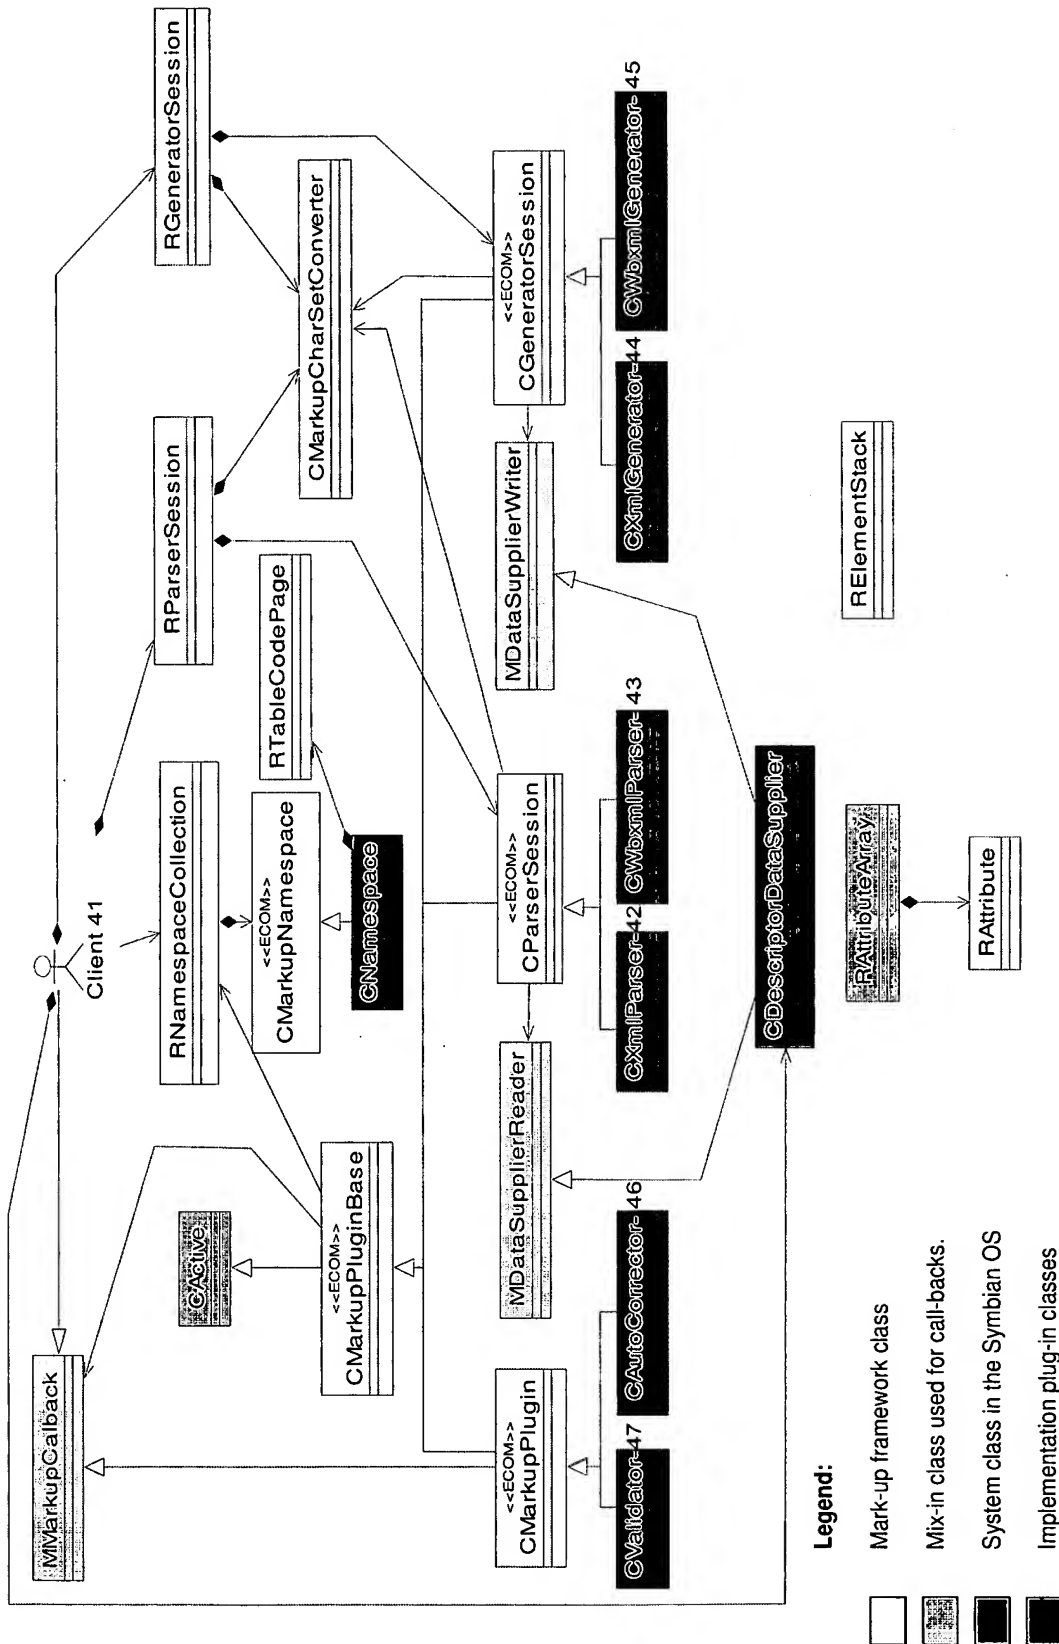 Client 41
MMarkupCalback
CActive
RNamespaceCollection
RParserSession
RGeneratorSession
<<ECOM>>
CMarkupPluginBase
<<ECOM>>
CMarkupNamespace
RTableCodePage
CMarkupCharSetConverter
CNamespace
<<ECOM>>
CMarkupPlugin
MDataSupplierReader
<<ECOM>>
CParserSession
MDataSupplierWriter
<<ECOM>>
CGeneratorSession
CValidator-47
CAutoCorrector-46
CXmlParser-42
CWbxmlParser-43
CXmlGenerator-44
CWbxmlGenerator-45
CDescriptorDataSupplier
RAttributeArray
RElementStack
RAttribute
Legend:
Mark-up framework class
Mix-in class used for call-backs.
System class in the Symbian OS
Implementation plug-in classes